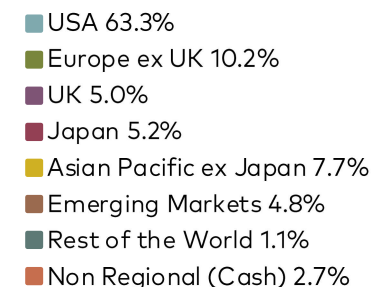 USA 63.3%
Europe ex UK 10.2%
UK 5.0%
Japan 5.2%
Asian Pacific ex Japan 7.7%
Emerging Markets 4.8%
Rest of the World 1.1%
Non Regional (Cash) 2.7%